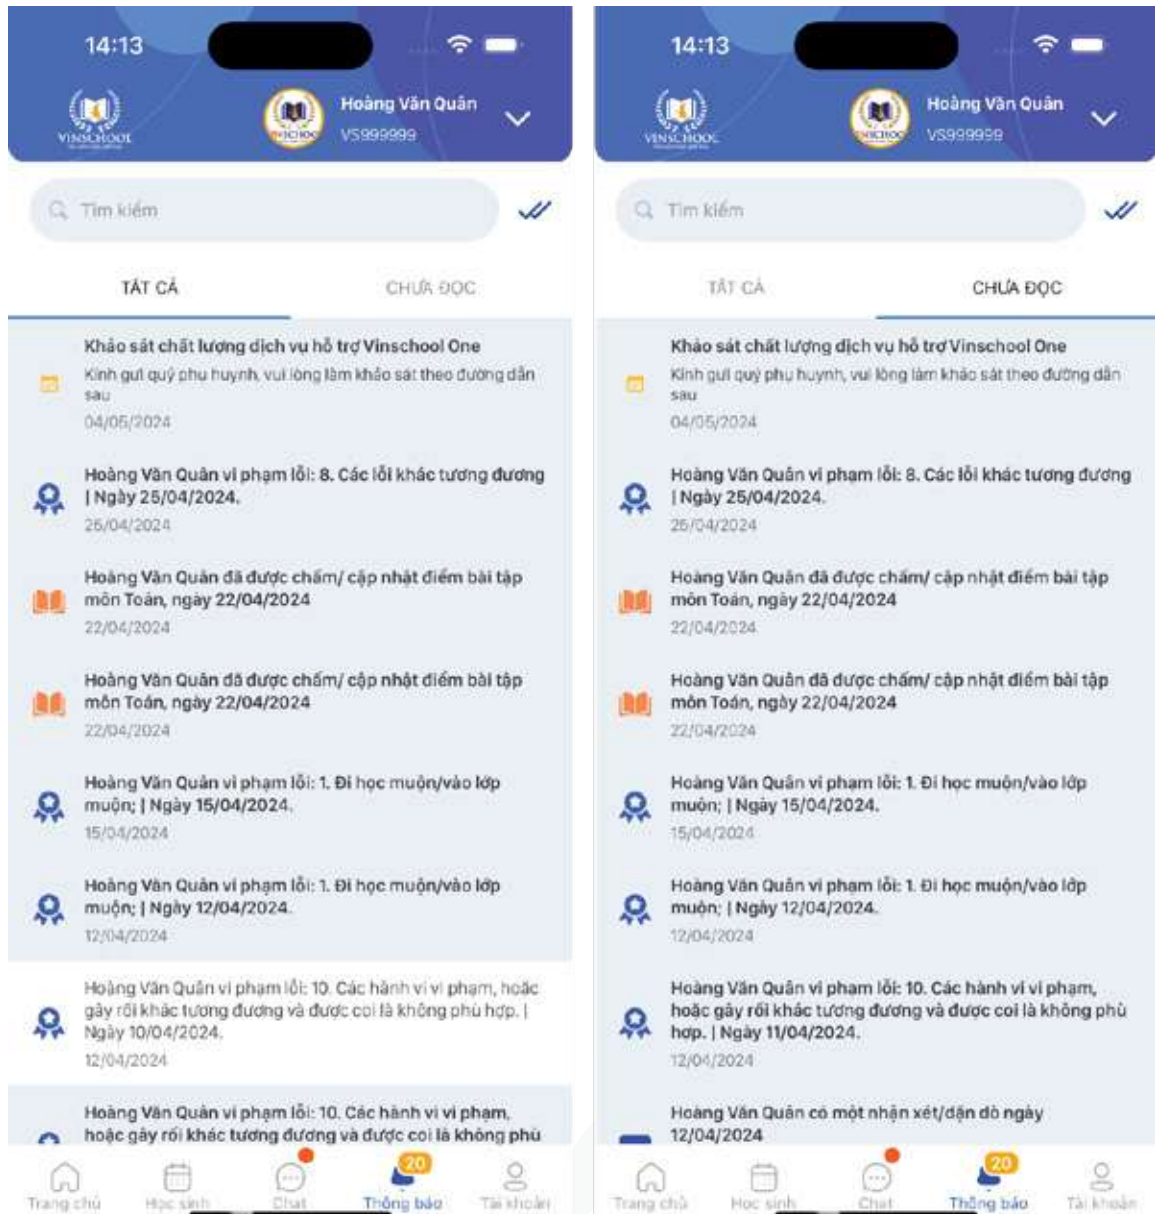 14:13
VINSCHOOL
Hoàng Văn Quân
VS999999
Tìm kiếm
TẤT CẢ
CHƯA ĐỌC
Khảo sát chất lượng dịch vụ hỗ trợ Vinschool One
Kính gửi quý phụ huynh, vui lòng làm khảo sát theo đường dẫn
sau
04/05/2024
Hoàng Văn Quân vi phạm lỗi: 8. Các lỗi khác tương đương
| Ngày 25/04/2024.
25/04/2024
Hoàng Văn Quân đã được chấm/ cập nhật điểm bài tập
môn Toán, ngày 22/04/2024
22/04/2024
Hoàng Văn Quân đã được chấm/ cập nhật điểm bài tập
môn Toán, ngày 22/04/2024
22/04/2024
Hoàng Văn Quân vi phạm lỗi: 1. Đi học muộn/vào lớp
muộn; | Ngày 15/04/2024.
15/04/2024
Hoàng Văn Quân vi phạm lỗi: 1. Đi học muộn/vào lớp
muộn; | Ngày 12/04/2024.
12/04/2024
Hoàng Văn Quân vi phạm lỗi: 10. Các hành vi vi phạm, hoặc
gây rối khác tương đương và được coi là không phù hợp. |
Ngày 10/04/2024.
12/04/2024
Hoàng Văn Quân vi phạm lỗi: 10. Các hành vi vi phạm,
hoặc gây rối khác tương đương và được coi là không phù
20
Trang chủ
Học sinh
Chat
Thông báo
Tài khoản
14:13
VINSCHOOL
Hoàng Văn Quân
VS999999
Tìm kiếm
TẤT CẢ
CHƯA ĐỌC
Khảo sát chất lượng dịch vụ hỗ trợ Vinschool One
Kính gửi quý phụ huynh, vui lòng làm khảo sát theo đường dẫn
sau
04/05/2024
Hoàng Văn Quân vi phạm lỗi: 8. Các lỗi khác tương đương
| Ngày 25/04/2024.
25/04/2024
Hoàng Văn Quân đã được chấm/ cập nhật điểm bài tập
môn Toán, ngày 22/04/2024
22/04/2024
Hoàng Văn Quân đã được chấm/ cập nhật điểm bài tập
môn Toán, ngày 22/04/2024
22/04/2024
Hoàng Văn Quân vi phạm lỗi: 1. Đi học muộn/vào lớp
muộn; | Ngày 15/04/2024.
15/04/2024
Hoàng Văn Quân vi phạm lỗi: 1. Đi học muộn/vào lớp
muộn; | Ngày 12/04/2024.
12/04/2024
Hoàng Văn Quân vi phạm lỗi: 10. Các hành vi vi phạm,
hoặc gây rối khác tương đương và được coi là không phù
hợp. | Ngày 11/04/2024.
12/04/2024
Hoàng Văn Quân có một nhận xét/dặn dò ngày
12/04/2024
20
Trang chủ
Học sinh
Chat
Thông báo
Tài khoản